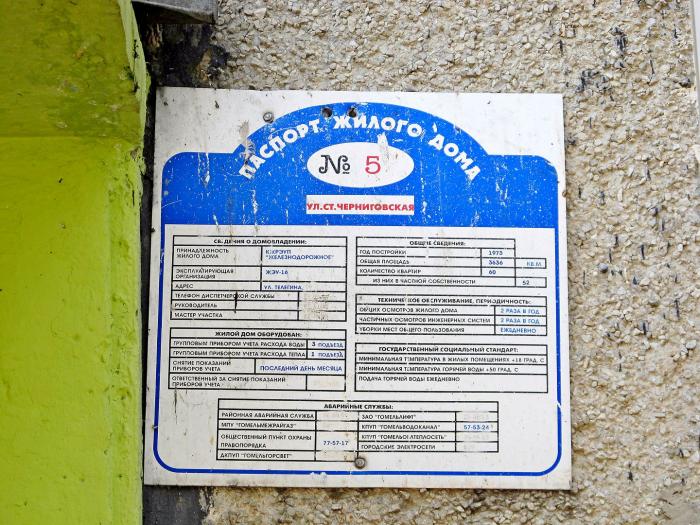 ПАСПОРТ ЖИЛОГО ДОМА
№ 5
УЛ.СТ.ЧЕРНИГОВСКАЯ
СВЕДЕНИЯ О ДОМОВЛАДЕНИИ:
ПРИНАДЛЕЖНОСТЬ ЖИЛОГО ДОМА
КЖРЭУП "ЖЕЛЕЗНОДОРОЖНОЕ"
ЭКСПЛУАТИРУЮЩАЯ ОРГАНИЗАЦИЯ
ЖЭУ-16
АДРЕС УЛ. ТЕЛЕГИНА,
ТЕЛЕФОН ДИСПЕТЧЕРСКОЙ СЛУЖБЫ
РУКОВОДИТЕЛЬ
МАСТЕР УЧАСТКА
ЖИЛОЙ ДОМ ОБОРУДОВАН:
ГРУППОВЫМ ПРИБОРОМ УЧЕТА РАСХОДА ВОДЫ 3 ПОДЪЕЗД
ГРУППОВЫМ ПРИБОРОМ УЧЕТА РАСХОДА ТЕПЛА 1 ПОДЪЕЗД
СНЯТИЕ ПОКАЗАНИЙ ПРИБОРОВ УЧЕТА
ПОСЛЕДНИЙ ДЕНЬ МЕСЯЦА
ОТВЕТСТВЕННЫЙ ЗА СНЯТИЕ ПОКАЗАНИЙ ПРИБОРОВ УЧЕТА
ОБЩИЕ СВЕДЕНИЯ:
ГОД ПОСТРОЙКИ 1973
ОБЩАЯ ПЛОЩАДЬ 3636 КВ.М
КОЛИЧЕСТВО КВАРТИР 60
ИЗ НИХ В ЧАСТНОЙ СОБСТВЕННОСТИ 52
ТЕХНИЧЕСКОЕ ОБСЛУЖИВАНИЕ, ПЕРИОДИЧНОСТЬ:
ОБЩИХ ОСМОТРОВ ЖИЛОГО ДОМА 2 РАЗА В ГОД
ЧАСТИЧНЫХ ОСМОТРОВ ИНЖЕНЕРНЫХ СИСТЕМ 2 РАЗА В ГОД
УБОРКИ МЕСТ ОБЩЕГО ПОЛЬЗОВАНИЯ ЕЖЕДНЕВНО
ГОСУДАРСТВЕННЫЙ СОЦИАЛЬНЫЙ СТАНДАРТ:
МИНИМАЛЬНАЯ ТЕМПЕРАТУРА В ЖИЛЫХ ПОМЕЩЕНИЯХ +18 ГРАД. С
МИНИМАЛЬНАЯ ТЕМПЕРАТУРА ГОРЯЧЕЙ ВОДЫ +50 ГРАД. С
ПОДАЧА ГОРЯЧЕЙ ВОДЫ ЕЖЕДНЕВНО
АВАРИЙНЫЕ СЛУЖБЫ:
РАЙОННАЯ АВАРИЙНАЯ СЛУЖБА
МПУ "ГОМЕЛЬМЕЖРАЙГАЗ"
ОБЩЕСТВЕННЫЙ ПУНКТ ОХРАНЫ ПРАВОПОРЯДКА
77-57-17
ДКПУП "ГОМЕЛЬГОРСВЕТ"
ЗАО "ГОМЕЛЬЛИФТ"
КПУП "ГОМЕЛЬВОДОКАНАЛ" 57-53-24
КПУП "ГОМЕЛЬТЕПЛОСЕТЬ"
ГОРОДСКИЕ ЭЛЕКТРОСЕТИ